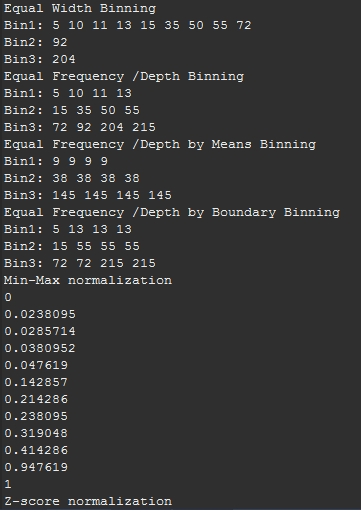 Equal Width Binning
Bin1: 5 10 11 13 15 35 50 55 72
Bin2: 92
Bin3: 204
Equal Frequency /Depth Binning
Bin1: 5 10 11 13
Bin2: 15 35 50 55
Bin3: 72 92 204 215
Equal Frequency /Depth by Means Binning
Bin1: 9 9 9 9
Bin2: 38 38 38 38
Bin3: 145 145 145 145
Equal Frequency /Depth by Boundary Binning
Bin1: 5 13 13 13
Bin2: 15 55 55 55
Bin3: 72 72 215 215
Min-Max normalization
0
0.0238095
0.0285714
0.0380952
0.047619
0.142857
0.214286
0.238095
0.319048
0.414286
0.947619
1
Z-score normalization